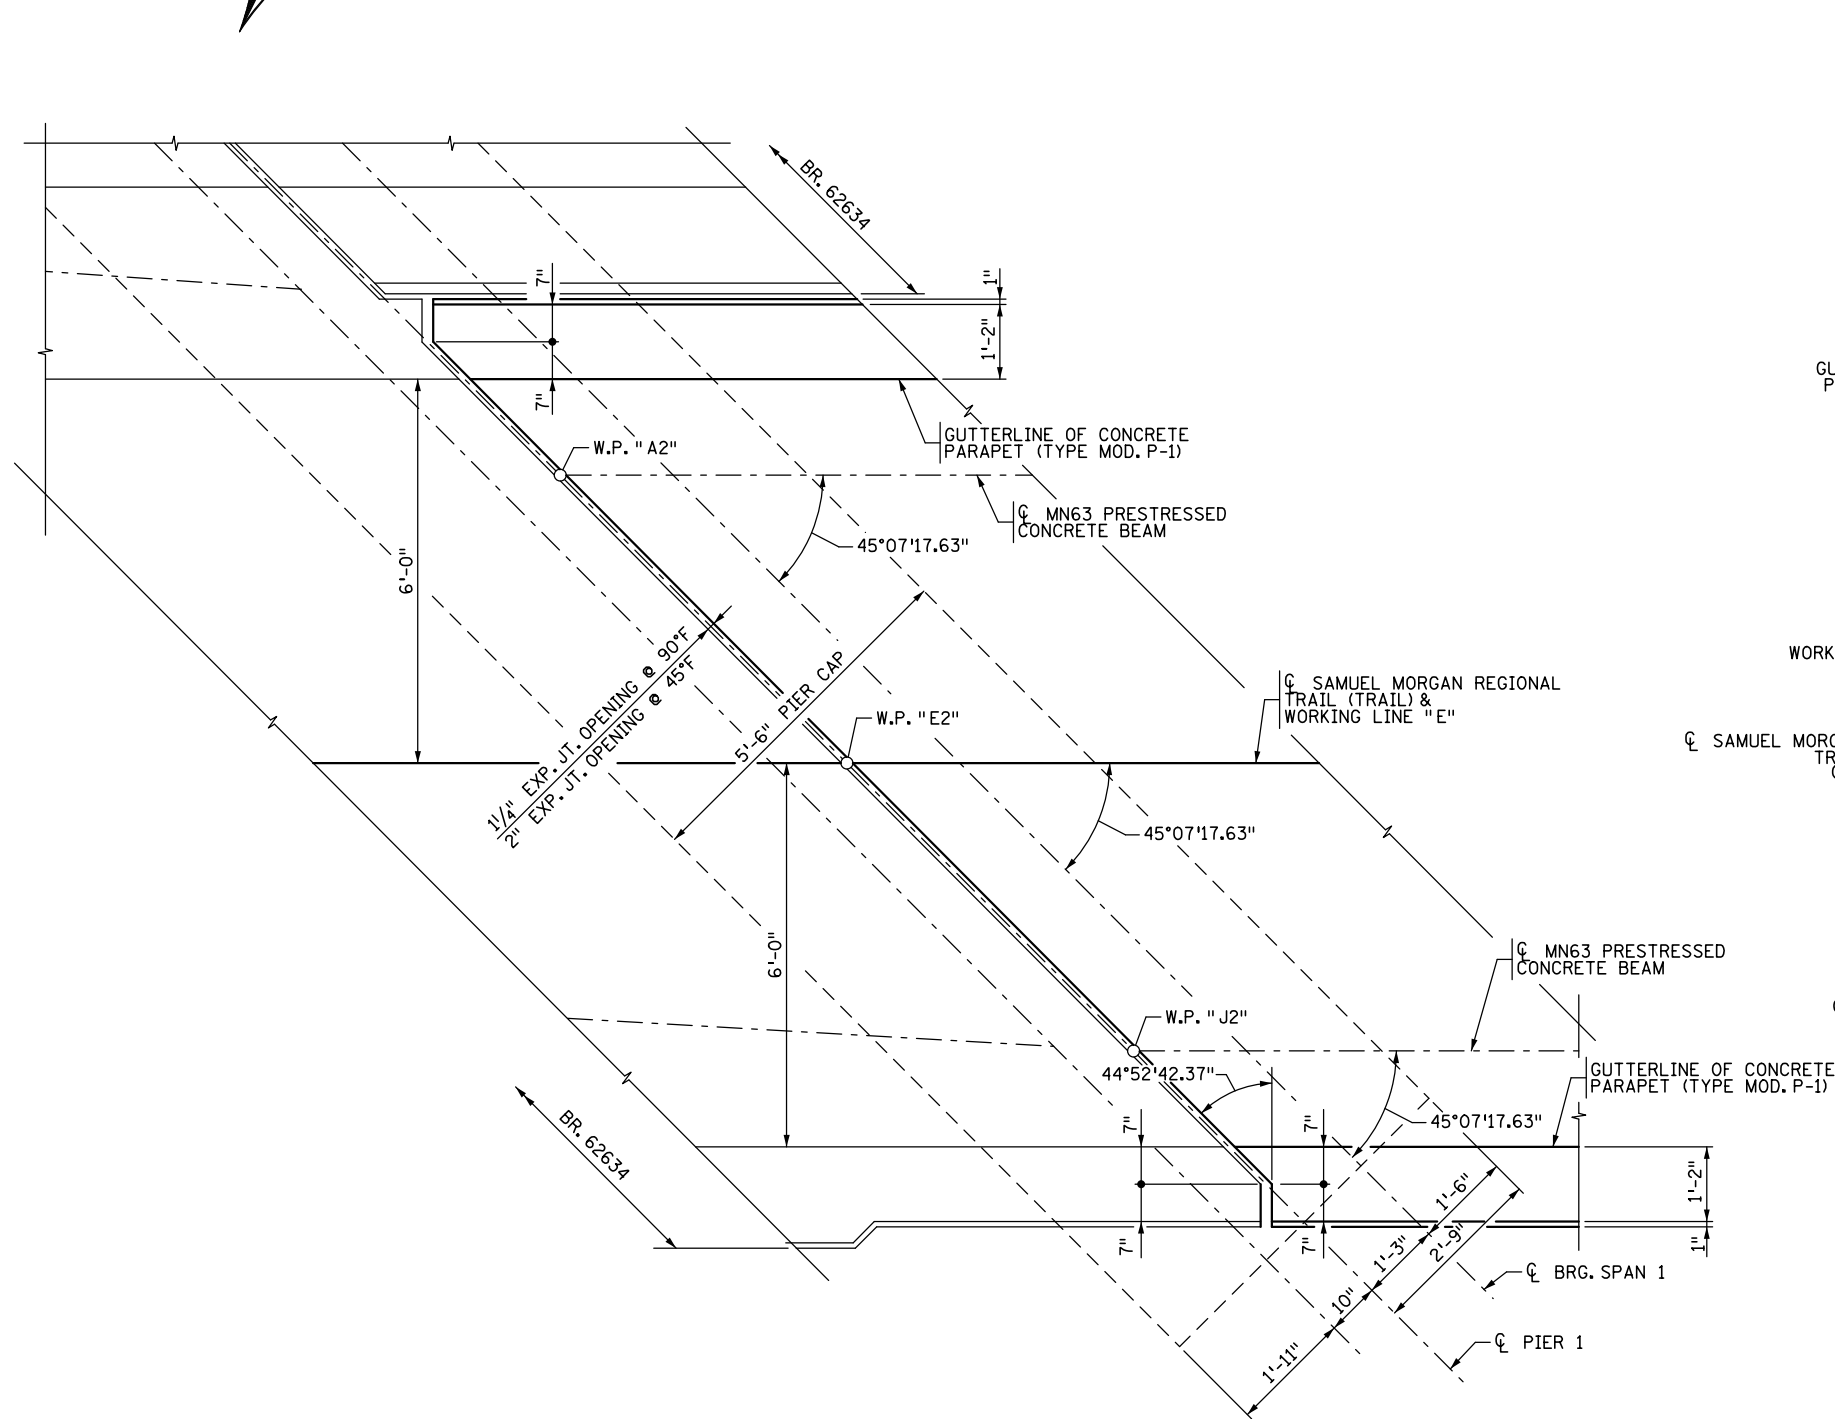 BR. 62634
7"
1"
1'-2"
7"
GUTTERLINE OF CONCRETE
PARAPET (TYPE MOD. P-1)
W.P. "A2"
℄ MN63 PRESTRESSED
CONCRETE BEAM
45°07'17.63"
6'-0"
1¼" EXP. JT. OPENING @ 90°F
2" EXP. JT. OPENING @ 45°F
5'-6" PIER CAP
℄ SAMUEL MORGAN REGIONAL
TRAIL (TRAIL) &
WORKING LINE "E"
W.P. "E2"
WORK
℄ SAMUEL MORG
TR
GU
P
45°07'17.63"
6'-0"
℄ MN63 PRESTRESSED
CONCRETE BEAM
W.P. "J2"
44°52'42.37"
GUTTERLINE OF CONCRETE
PARAPET (TYPE MOD. P-1)
45°07'17.63"
7"
7"
BR. 62634
1'-2"
1'-6"
7"
7"
1"
1'-3"
2'-9"
℄ BRG. SPAN 1
10"
℄ PIER 1
1'-11"